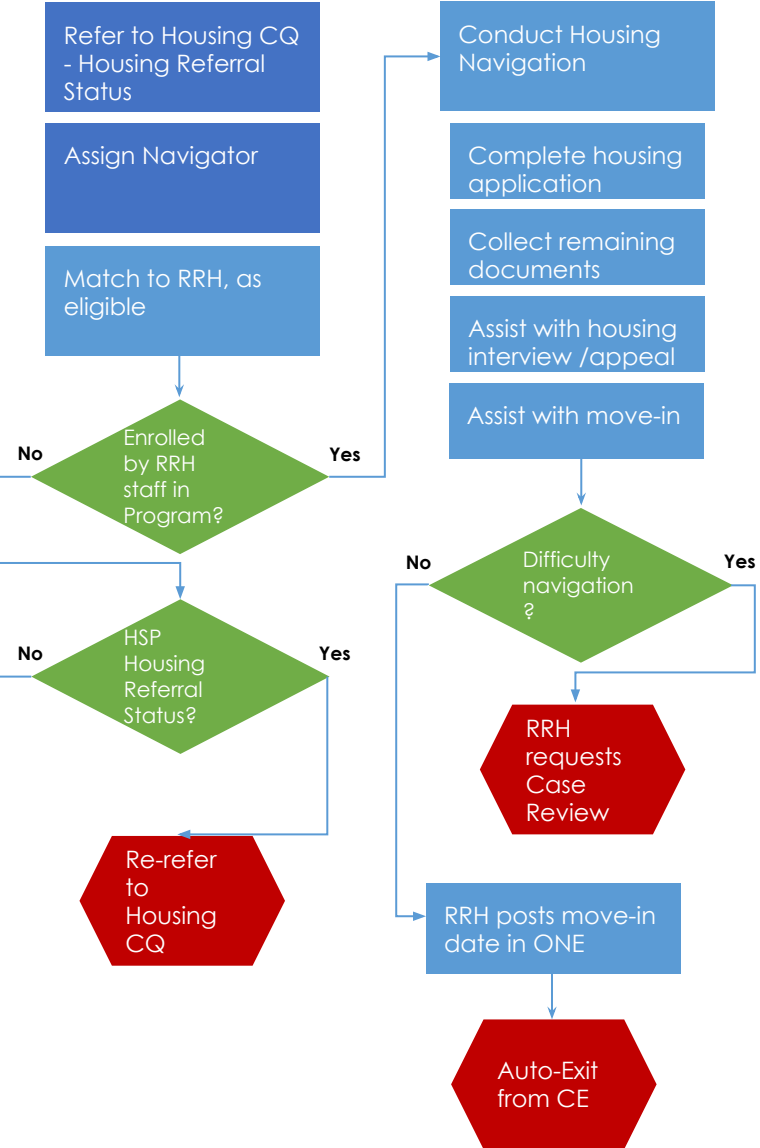 Refer to Housing CQ
- Housing Referral
Status
Assign Navigator
Match to RRH, as
eligible
Enrolled
by RRH
staff in
Program?
No
Yes
HSP
Housing
Referral
Status?
No
Yes
Re-refer
to
Housing
CQ
Conduct Housing
Navigation
Complete housing
application
Collect remaining
documents
Assist with housing
interview /appeal
Assist with move-in
Difficulty
navigation
?
No
Yes
RRH
requests
Case
Review
RRH posts move-in
date in ONE
Auto-Exit
from CE